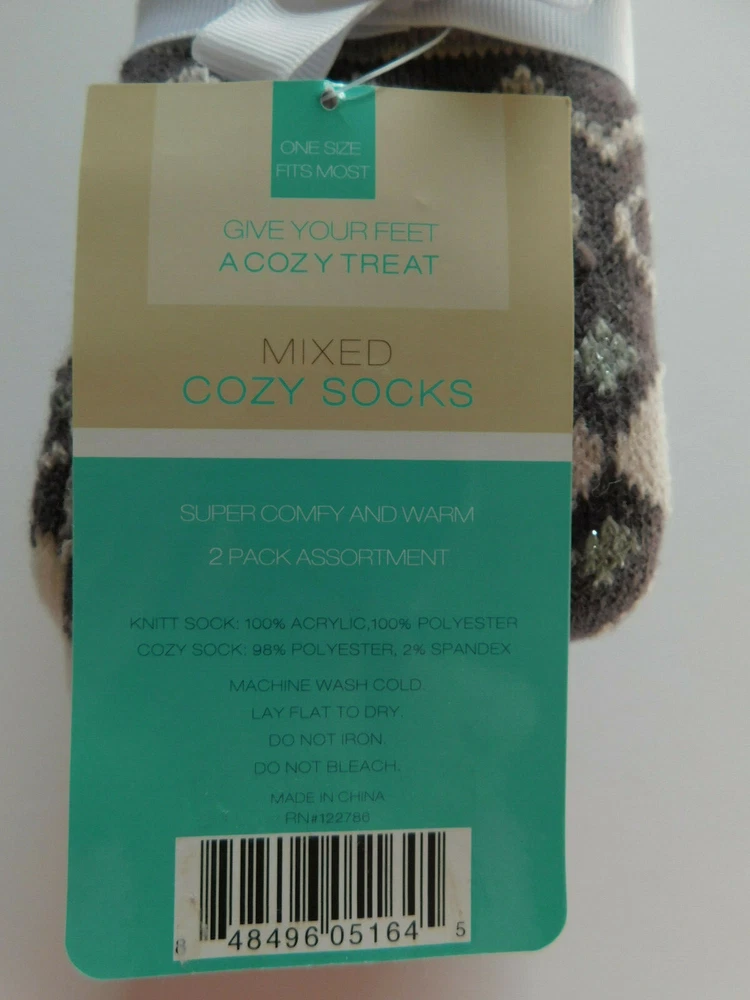 ONE SIZE
FITS MOST
GIVE YOUR FEET
A COZY TREAT
MIXED
COZY SOCKS
SUPER COMFY AND WARM
2 PACK ASSORTMENT
KNITT SOCK: 100% ACRYLIC,100% POLYESTER
COZY SOCK: 98% POLYESTER, 2% SPANDEX
MACHINE WASH COLD.
LAY FLAT TO DRY.
DO NOT IRON.
DO NOT BLEACH.
MADE IN CHINA
RN#122786
8 48496 05164 5